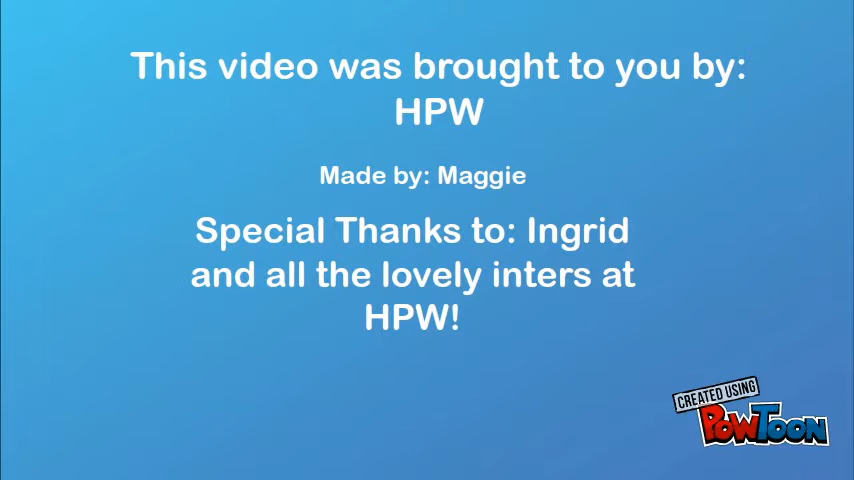 This video was brought to you by:
HPW
Made by: Maggie
Special Thanks to: Ingrid
and all the lovely inters at
HPW!
CREATED USING
POWTOON